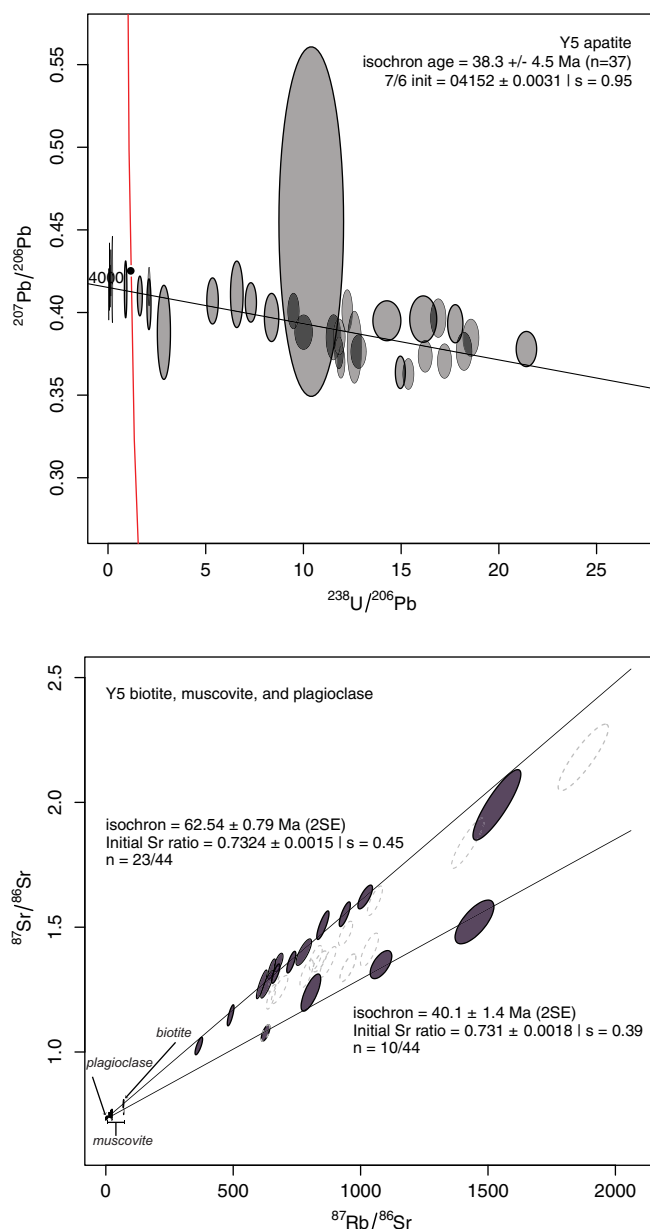 Y5 apatite
isochron age = 38.3 +/- 4.5 Ma (n=37)
7/6 init = 04152 ± 0.0031 | s = 0.95
0.55
0.50
0.45
0.40
0.35
0.30
²⁰⁷Pb/²⁰⁶Pb
4000
0 5 10 15 20 25
²³⁸U/²⁰⁶Pb
Y5 biotite, muscovite, and plagioclase
isochron = 62.54 ± 0.79 Ma (2SE)
Initial Sr ratio = 0.7324 ± 0.0015 | s = 0.45
n = 23/44
2.5
2.0
1.5
1.0
⁸⁷Sr/⁸⁶Sr
isochron = 40.1 ± 1.4 Ma (2SE)
Initial Sr ratio = 0.731 ± 0.0018 | s = 0.39
n = 10/44
biotite
plagioclase
muscovite
0 500 1000 1500 2000
⁸⁷Rb/⁸⁶Sr